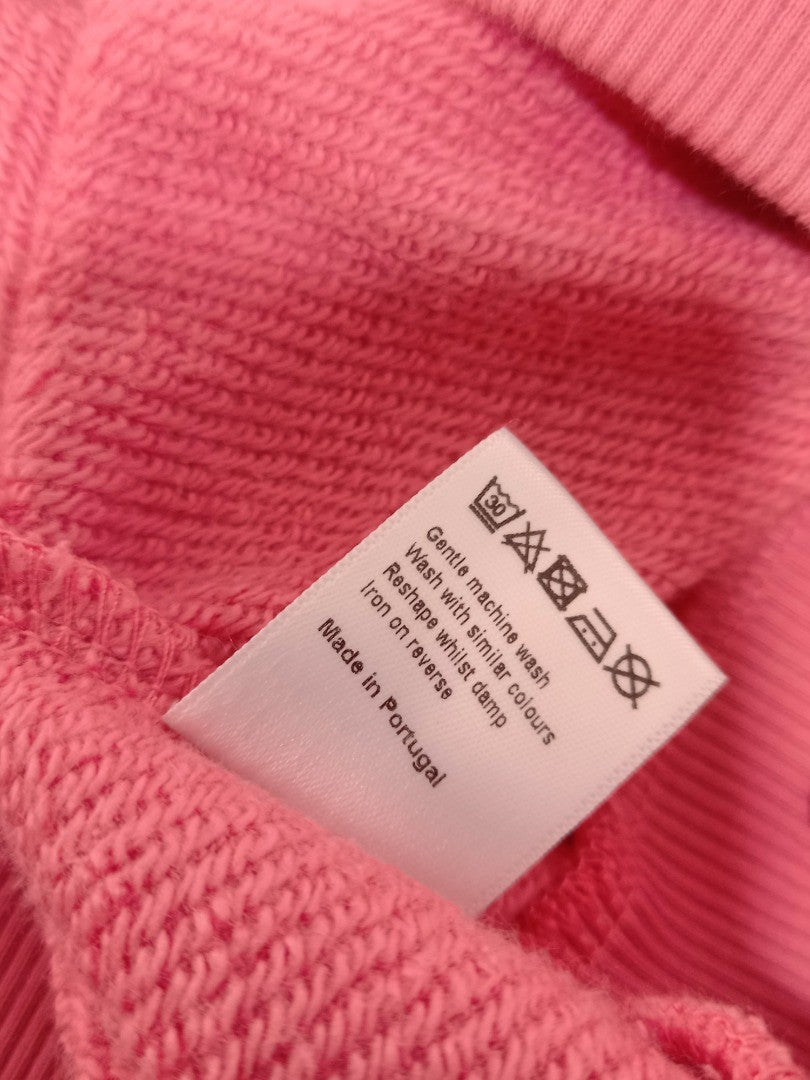 30
Gentle machine wash
Wash with similar colours
Reshape whilst damp
Iron on reverse
Made in Portugal